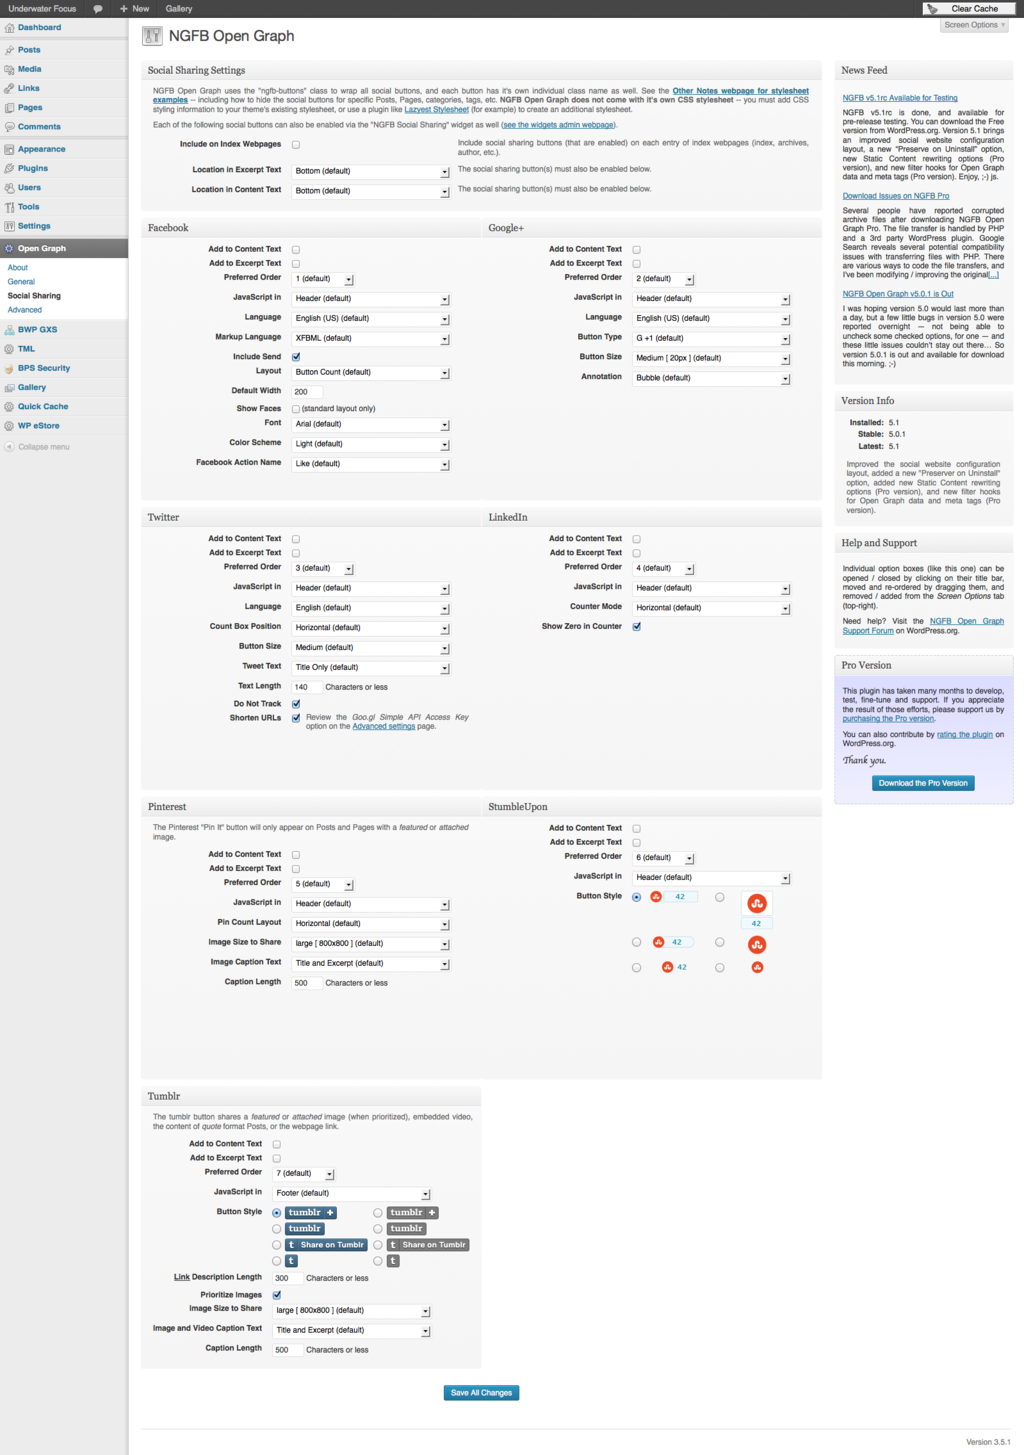 Underwater Focus
+ New
Gallery
Clear Cache
Screen Options
Dashboard
Posts
Media
Links
Pages
Comments
Appearance
Plugins
Users
Tools
Settings
Open Graph
About
General
Social Sharing
Advanced
BWP GXS
TML
BPS Security
Gallery
Quick Cache
WP eStore
Collapse menu
NGFB Open Graph
Social Sharing Settings
NGFB Open Graph uses the "ngfb-buttons" class to wrap all social buttons, and each button has it's own individual class name as well. See the Other Notes webpage for stylesheet
examples -- including how to hide the social buttons for specific Posts, Pages, categories, tags, etc. NGFB Open Graph does not come with it's own CSS stylesheet -- you must add CSS
styling information to your theme's existing stylesheet, or use a plugin like Lazyest Stylesheet (for example) to create an additional stylesheet.
Each of the following social buttons can also be enabled via the "NGFB Social Sharing" widget as well (see the widgets admin webpage).
Include on Index Webpages
Include social sharing buttons (that are enabled) on each entry of index webpages (index, archives,
author, etc.).
Location in Excerpt Text Bottom (default) The social sharing button(s) must also be enabled below.
Location in Content Text Bottom (default) The social sharing button(s) must also be enabled below.
Facebook
Add to Content Text
Add to Excerpt Text
Preferred Order 1 (default)
JavaScript in Header (default)
Language English (US) (default)
Markup Language XFBML (default)
Include Send
Layout Button Count (default)
Default Width 200
Show Faces (standard layout only)
Font Arial (default)
Color Scheme Light (default)
Facebook Action Name Like (default)
Google+
Add to Content Text
Add to Excerpt Text
Preferred Order 2 (default)
JavaScript in Header (default)
Language English (US) (default)
Button Type G +1 (default)
Button Size Medium [ 20px ] (default)
Annotation Bubble (default)
Twitter
Add to Content Text
Add to Excerpt Text
Preferred Order 3 (default)
JavaScript in Header (default)
Language English (default)
Count Box Position Horizontal (default)
Button Size Medium (default)
Tweet Text Title Only (default)
Text Length 140 Characters or less
Do Not Track
Shorten URLs Review the Goo.gl Simple API Access Key
option on the Advanced settings page.
LinkedIn
Add to Content Text
Add to Excerpt Text
Preferred Order 4 (default)
JavaScript in Header (default)
Counter Mode Horizontal (default)
Show Zero in Counter
Pinterest
The Pinterest "Pin It" button will only appear on Posts and Pages with a featured or attached
image.
Add to Content Text
Add to Excerpt Text
Preferred Order 5 (default)
JavaScript in Header (default)
Pin Count Layout Horizontal (default)
Image Size to Share large [ 800x800 ] (default)
Image Caption Text Title and Excerpt (default)
Caption Length 500 Characters or less
StumbleUpon
Add to Content Text
Add to Excerpt Text
Preferred Order 6 (default)
JavaScript in Header (default)
Button Style 42
42
42
42
Tumblr
The tumblr button shares a featured or attached image (when prioritized), embedded video,
the content of quote format Posts, or the webpage link.
Add to Content Text
Add to Excerpt Text
Preferred Order 7 (default)
JavaScript in Footer (default)
Button Style tumblr + tumblr +
tumblr tumblr
t Share on Tumblr t Share on Tumblr
t t
Link Description Length 300 Characters or less
Prioritize Images
Image Size to Share large [ 800x800 ] (default)
Image and Video Caption Text Title and Excerpt (default)
Caption Length 500 Characters or less
Save All Changes
News Feed
NGFB v5.1rc Available for Testing
NGFB v5.1rc is done, and available for
pre-release testing. You can download the Free
version from WordPress.org. Version 5.1 brings
an improved social website configuration
layout, a new "Preserve on Uninstall" option,
new Static Content rewriting options (Pro
version), and new filter hooks for Open Graph
data and meta tags (Pro version). Enjoy, ;-) js.
Download Issues on NGFB Pro
Several people have reported corrupted
archive files after downloading NGFB Open
Graph Pro. The file transfer is handled by PHP
and a 3rd party WordPress plugin. Google
Search reveals several potential compatibility
issues with transferring files with PHP. There
are various ways to code the file transfers, and
I've been modifying / improving the original[...]
NGFB Open Graph v5.0.1 is Out
I was hoping version 5.0 would last more than
a day, but a few little bugs in version 5.0 were
reported overnight — not being able to
uncheck some checked options, for one — and
these little issues couldn't stay out there... So
version 5.0.1 is out and available for download
this morning. ;-)
Version Info
Installed: 5.1
Stable: 5.0.1
Latest: 5.1
Improved the social website configuration
layout, added a new "Preserver on Uninstall"
option, added new Static Content rewriting
options (Pro version), and new filter hooks
for Open Graph data and meta tags (Pro
version).
Help and Support
Individual option boxes (like this one) can be
opened / closed by clicking on their title bar,
moved and re-ordered by dragging them, and
removed / added from the Screen Options tab
(top-right).
Need help? Visit the NGFB Open Graph
Support Forum on WordPress.org.
Pro Version
This plugin has taken many months to develop,
test, fine-tune and support. If you appreciate
the result of those efforts, please support us by
purchasing the Pro version.
You can also contribute by rating the plugin on
WordPress.org.
Thank you.
Download the Pro Version
Version 3.5.1